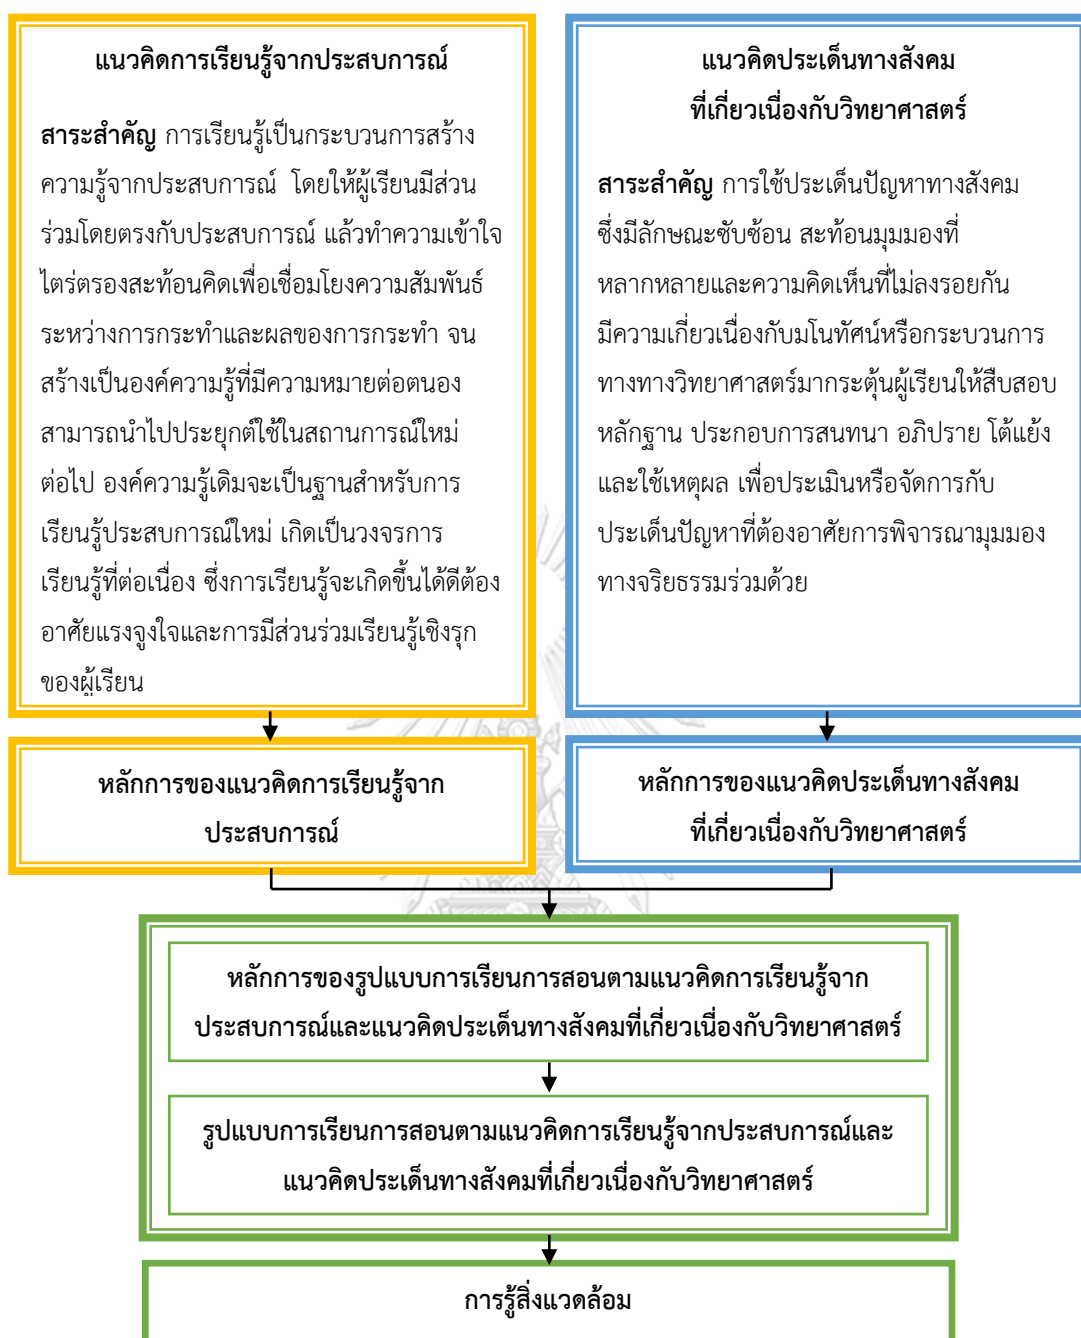 แนวคิดการเรียนรู้จากประสบการณ์
สาระสำคัญ การเรียนรู้เป็นกระบวนการสร้าง
ความรู้จากประสบการณ์ โดยให้ผู้เรียนมีส่วน
ร่วมโดยตรงกับประสบการณ์ แล้วทำความเข้าใจ
ไตร่ตรองสะท้อนคิดเพื่อเชื่อมโยงความสัมพันธ์
ระหว่างการกระทำและผลของการกระทำ จน
สร้างเป็นองค์ความรู้ที่มีความหมายต่อตนอง
สามารถนำไปประยุกต์ใช้ในสถานการณ์ใหม่
ต่อไป องค์ความรู้เดิมจะเป็นฐานสำหรับการ
เรียนรู้ประสบการณ์ใหม่ เกิดเป็นวงจรการ
เรียนรู้ที่ต่อเนื่อง ซึ่งการเรียนรู้จะเกิดขึ้นได้ดีต้อง
อาศัยแรงจูงใจและการมีส่วนร่วมเรียนรู้เชิงรุก
ของผู้เรียน
แนวคิดประเด็นทางสังคม
ที่เกี่ยวเนื่องกับวิทยาศาสตร์
สาระสำคัญ การใช้ประเด็นปัญหาทางสังคม
ซึ่งมีลักษณะซับซ้อน สะท้อนมุมมองที่
หลากหลายและความคิดเห็นที่ไม่ลงรอยกัน
มีความเกี่ยวเนื่องกับมโนทัศน์หรือกระบวนการ
ทางทางวิทยาศาสตร์มากระตุ้นผู้เรียนให้สืบสอบ
หลักฐาน ประกอบการสนทนา อภิปราย โต้แย้ง
และใช้เหตุผล เพื่อประเมินหรือจัดการกับ
ประเด็นปัญหาที่ต้องอาศัยการพิจารณามุมมอง
ทางจริยธรรมร่วมด้วย
หลักการของแนวคิดการเรียนรู้จาก
ประสบการณ์
หลักการของแนวคิดประเด็นทางสังคม
ที่เกี่ยวเนื่องกับวิทยาศาสตร์
หลักการของรูปแบบการเรียนการสอนตามแนวคิดการเรียนรู้จาก
ประสบการณ์และแนวคิดประเด็นทางสังคมที่เกี่ยวเนื่องกับวิทยาศาสตร์
รูปแบบการเรียนการสอนตามแนวคิดการเรียนรู้จากประสบการณ์และ
แนวคิดประเด็นทางสังคมที่เกี่ยวเนื่องกับวิทยาศาสตร์
การรู้สิ่งแวดล้อม